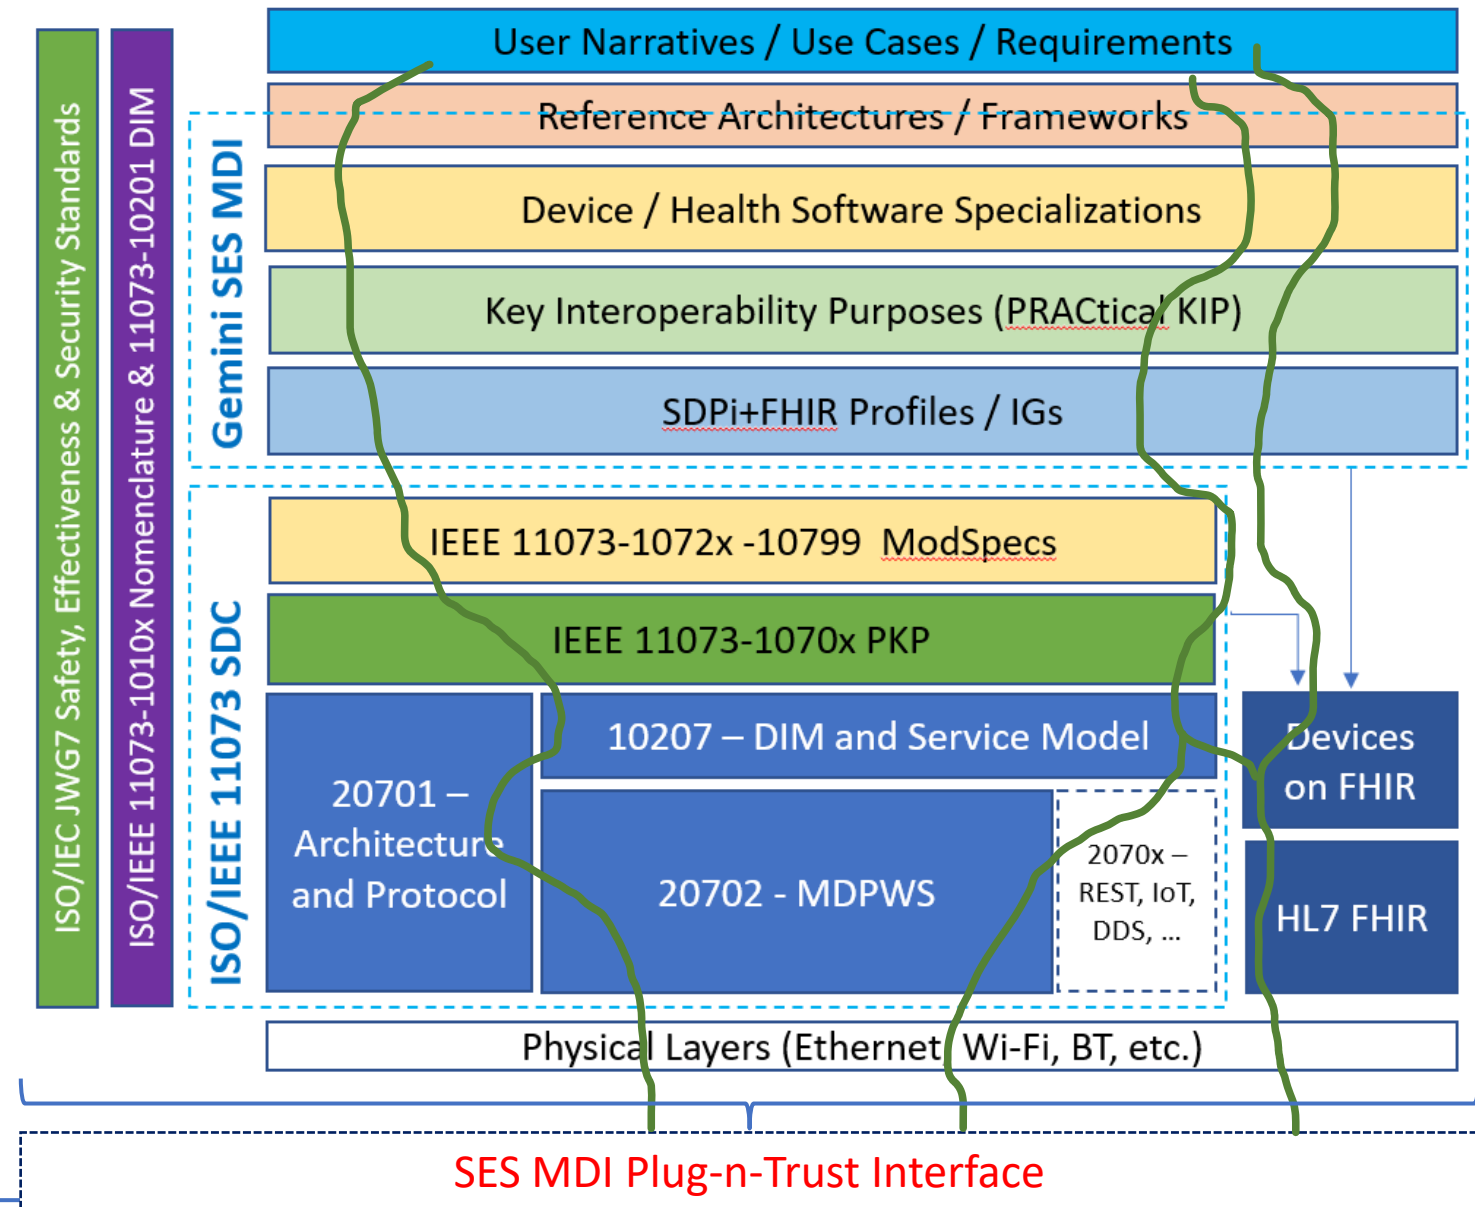 ISO/IEC JWG7 Safety, Effectiveness & Security Standards
ISO/IEEE 11073-1010x Nomenclature & 11073-10201 DIM
User Narratives / Use Cases / Requirements
Gemini SES MDI
Reference Architectures / Frameworks
Device / Health Software Specializations
Key Interoperability Purposes (PRACtical KIP)
SDPi+FHIR Profiles / IGs
ISO/IEEE 11073 SDC
IEEE 11073-1072x -10799  ModSpecs
IEEE 11073-1070x PKP
20701 –
Architecture
and Protocol
10207 – DIM and Service Model
20702 - MDPWS
2070x –
REST, IoT,
DDS, ...
Devices
on FHIR
HL7 FHIR
Physical Layers (Ethernet, Wi-Fi, BT, etc.)
SES MDI Plug-n-Trust Interface